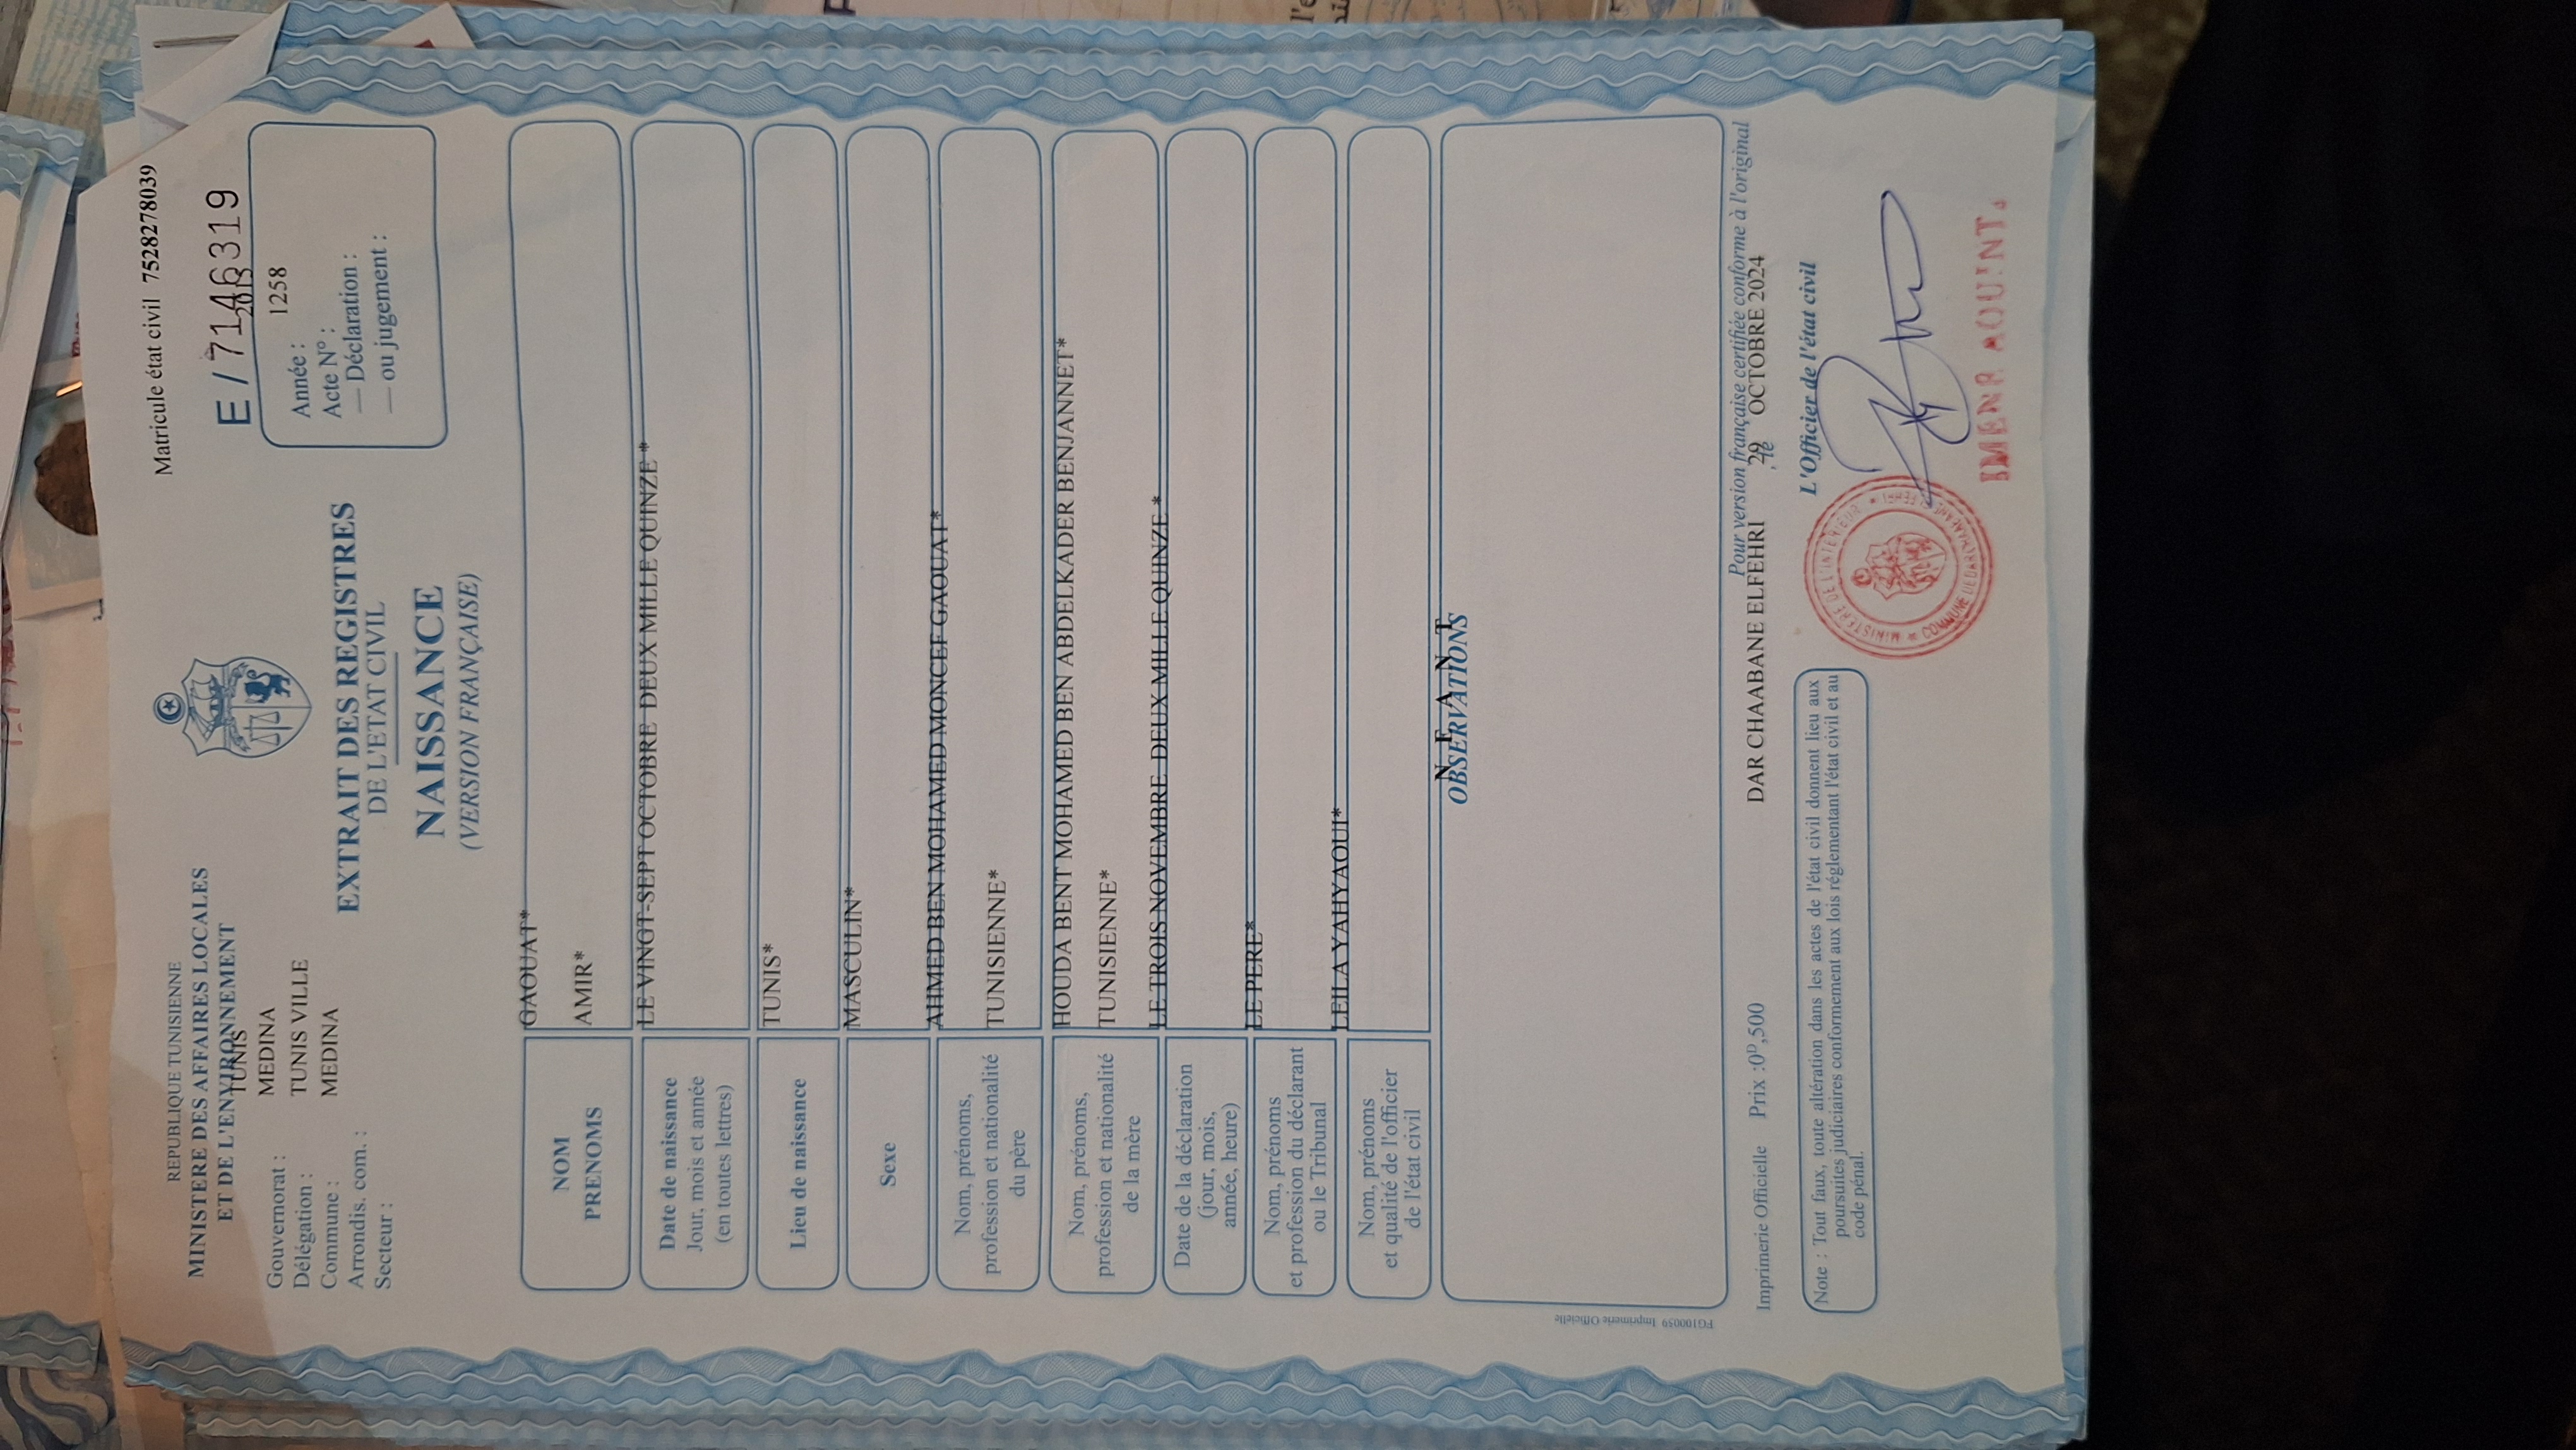 REPUBLIQUE TUNISIENNE
MINISTERE DES AFFAIRES LOCALES
ET DE L'ENVIRONNEMENT
Gouvernorat : TUNIS
Délégation : MEDINA
Commune : TUNIS VILLE
Arrondis. com. : MEDINA
Secteur :
Matricule état civil 7528278039
E / 7146319
Année : 2015
Acte N° : 1258
— Déclaration :
— ou jugement :
EXTRAIT DES REGISTRES
DE L'ETAT CIVIL
NAISSANCE
(VERSION FRANÇAISE)
NOM GAOUAT*
PRENOMS AMIR*
Date de naissance
Jour, mois et année
(en toutes lettres)
LE VINGT-SEPT OCTOBRE DEUX MILLE QUINZE *
Lieu de naissance TUNIS*
Sexe MASCULIN*
Nom, prénoms,
profession et nationalité
du père
AHMED BEN MOHAMED MONCEF GAOUAT*
TUNISIENNE*
Nom, prénoms,
profession et nationalité
de la mère
HOUDA BENT MOHAMED BEN ABDELKADER BENJANNET*
TUNISIENNE*
Date de la déclaration
(jour, mois,
année, heure)
LE TROIS NOVEMBRE DEUX MILLE QUINZE *
Nom, prénoms
et profession du déclarant
ou le Tribunal
LE PERE*
Nom, prénoms
et qualité de l'officier
de l'état civil
LEILA YAHYAOUI*
OBSERVATIONS
N E A N T
FG100059 Imprimerie Officielle
Pour version française certifiée conforme à l'original
Imprimerie Officielle Prix :0D,500
DAR CHAABANE ELFEHRI ,le 29 OCTOBRE 2024
L'Officier de l'état civil
Note : Tout faux, toute altération dans les actes de l'état civil donnent lieu aux
poursuites judiciaires conformement aux lois réglementant l'état civil et au
code pénal.
MINISTERE DE L'INTERIEUR